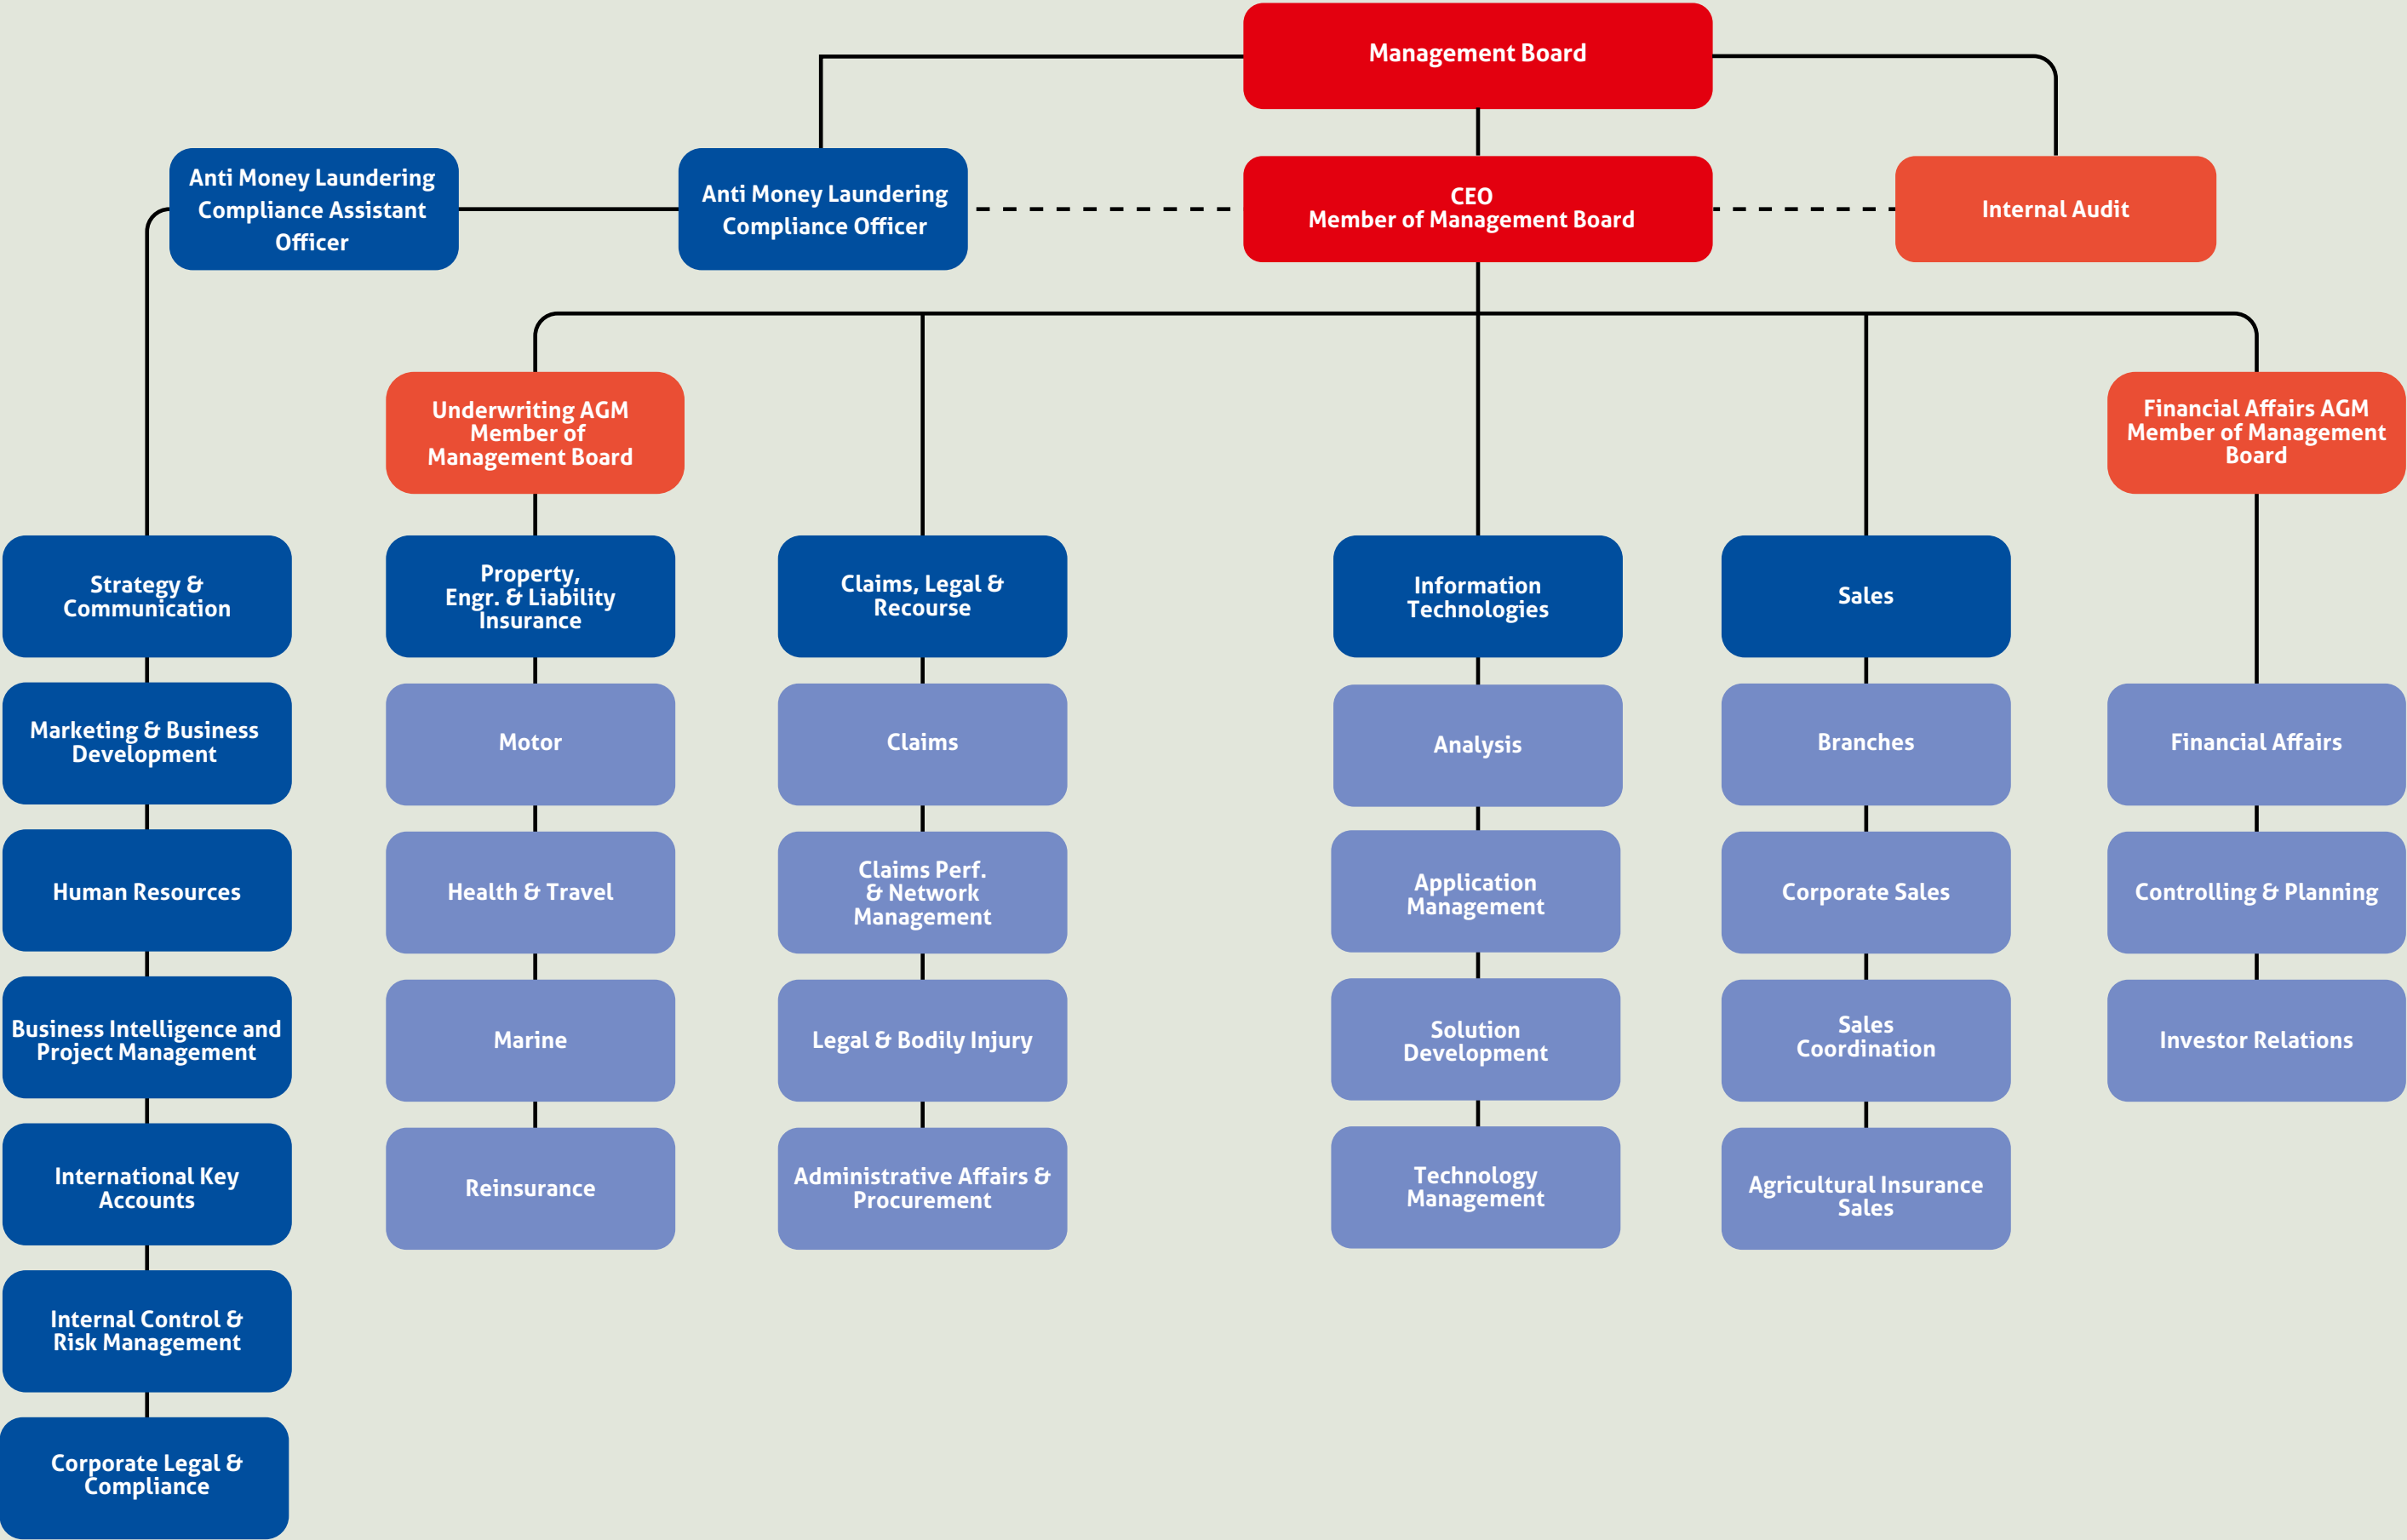 Management Board
Anti Money Laundering
Compliance Assistant
Officer
Anti Money Laundering
Compliance Officer
CEO
Member of Management Board
Internal Audit
Underwriting AGM
Member of
Management Board
Financial Affairs AGM
Member of Management
Board
Strategy &
Communication
Property,
Engr. & Liability
Insurance
Claims, Legal &
Recourse
Information
Technologies
Sales
Marketing & Business
Development
Motor
Claims
Analysis
Branches
Financial Affairs
Human Resources
Health & Travel
Claims Perf.
& Network
Management
Application
Management
Corporate Sales
Controlling & Planning
Business Intelligence and
Project Management
Marine
Legal & Bodily Injury
Solution
Development
Sales
Coordination
Investor Relations
International Key
Accounts
Reinsurance
Administrative Affairs &
Procurement
Technology
Management
Agricultural Insurance
Sales
Internal Control &
Risk Management
Corporate Legal &
Compliance